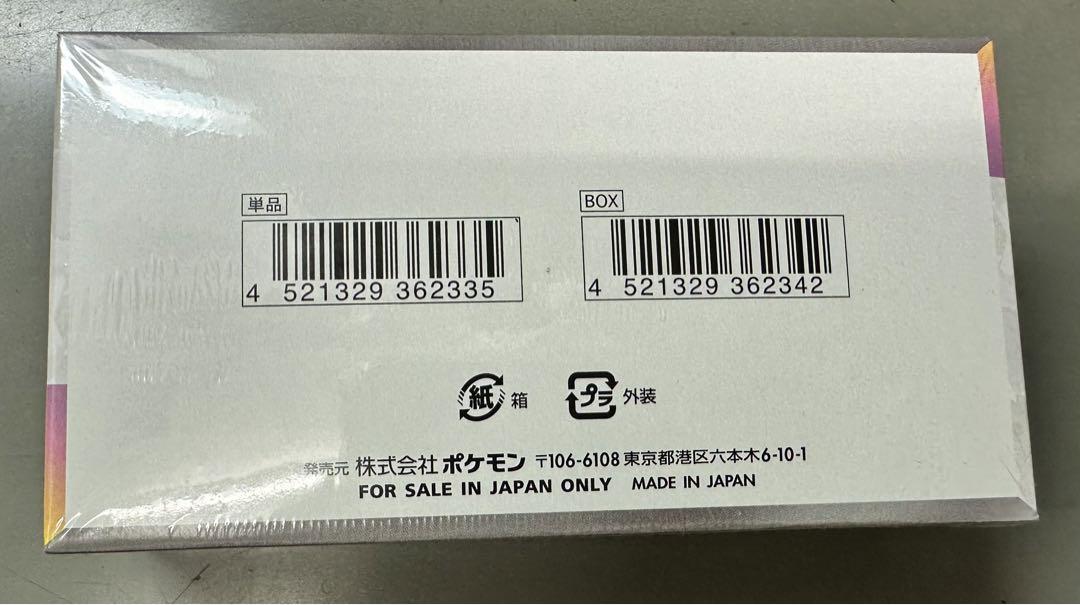 単品
4 521329 362335
BOX
4 521329 362342
紙 箱
プラ 外装
発売元 株式会社 ポケモン 〒106-6108 東京都港区六本木6-10-1
FOR SALE IN JAPAN ONLY MADE IN JAPAN